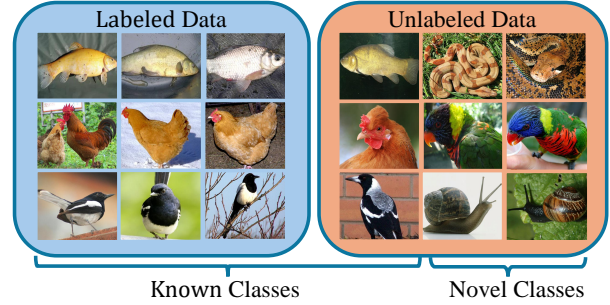 Labeled Data
Unlabeled Data
Known Classes
Novel Classes